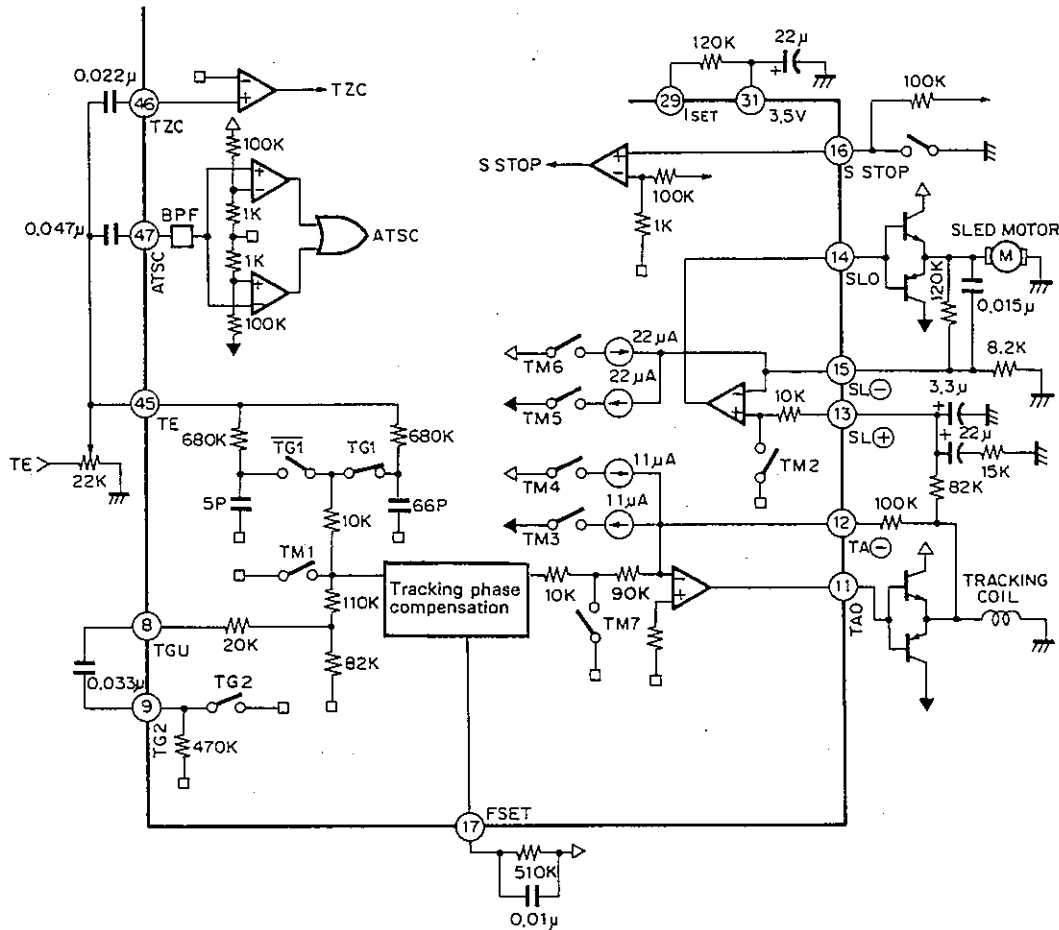 0.022μ
46
TZC
TZC
100K
1K
1K
100K
0.047μ
47
BPF
ATSC
ATSC
120K
22μ
29
ISET
31
3.5V
100K
16
S STOP
S STOP
100K
1K
14
SLO
SLED MOTOR
M
120K
0.015μ
TM6
22μA
22μA
TM5
15
SL⊖
8.2K
3.3μ
10K
13
SL⊕
22μ
15K
TM2
82K
45
TE
TE
22K
680K
TG1
TG1
680K
5P
66P
10K
TM4
11μA
11μA
TM3
12
TA⊖
100K
TM1
Tracking phase
compensation
10K
90K
TM7
11
TAO
TRACKING
COIL
110K
8
TGU
20K
82K
0.033μ
9
TG2
TG2
470K
17
FSET
510K
0.01μ